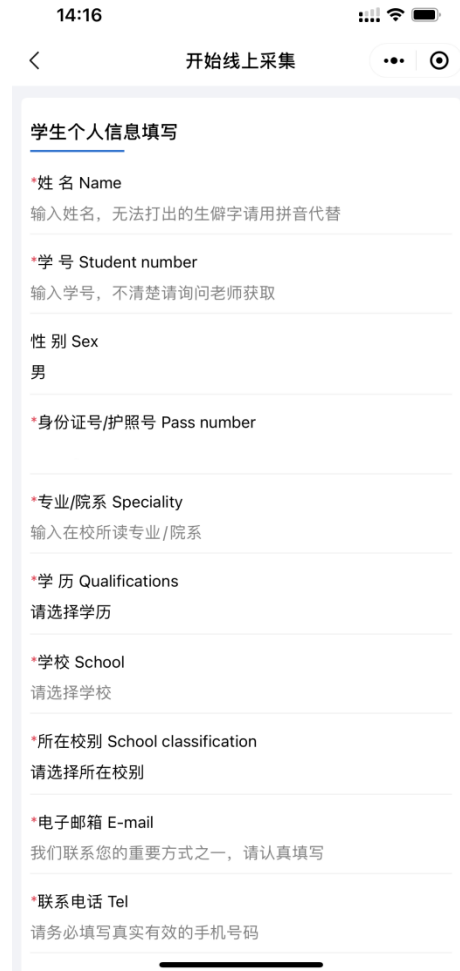 14:16
开始线上采集
学生个人信息填写
*姓 名 Name
输入姓名，无法打出的生僻字请用拼音代替
*学 号 Student number
输入学号，不清楚请询问老师获取
性 别 Sex
男
*身份证号/护照号 Pass number
*专业/院系 Speciality
输入在校所读专业/院系
*学 历 Qualifications
请选择学历
*学校 School
请选择学校
*所在校别 School classification
请选择所在校别
*电子邮箱 E-mail
我们联系您的重要方式之一，请认真填写
*联系电话 Tel
请务必填写真实有效的手机号码